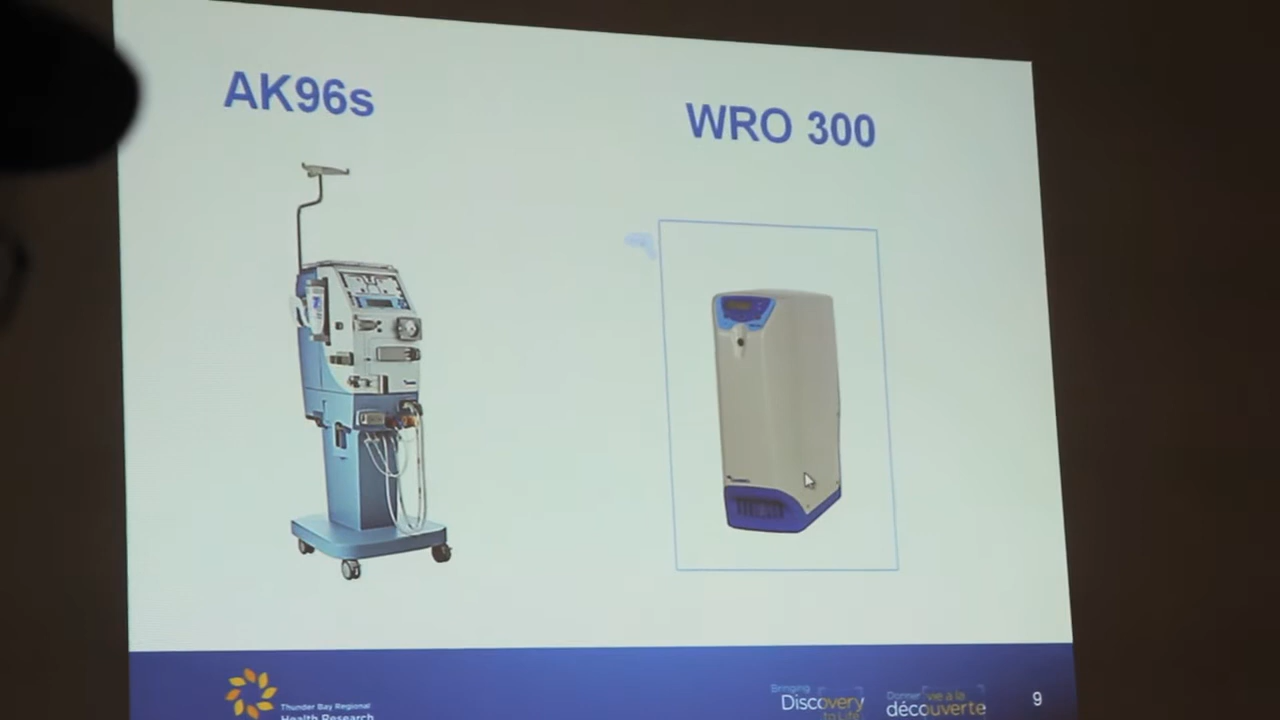 AK96s
WRO 300
Thunder Bay Regional
Health Research
Bringing
Discovery
to Life
Donner vie à la
découverte
9